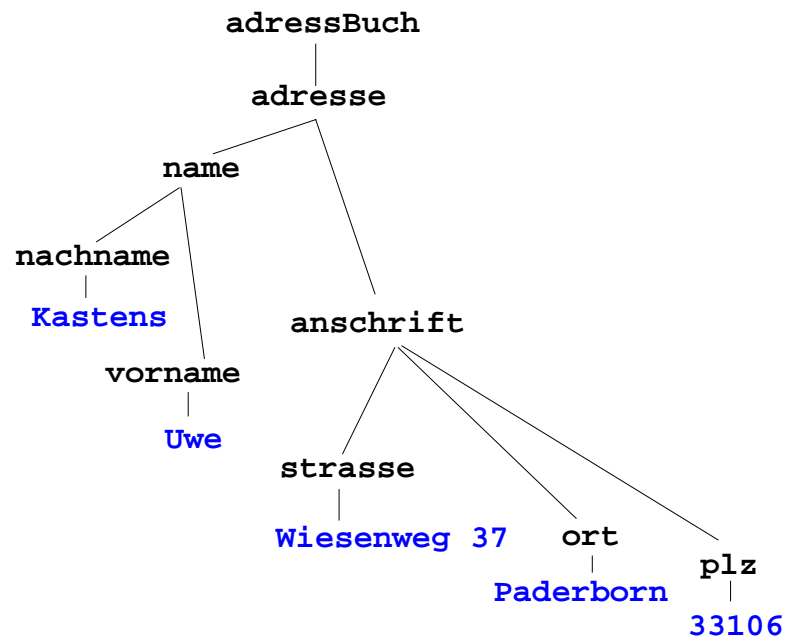 adressBuch
adresse
name
nachname
Kastens
anschrift
vorname
Uwe
strasse
Wiesenweg 37
ort
plz
Paderborn
33106